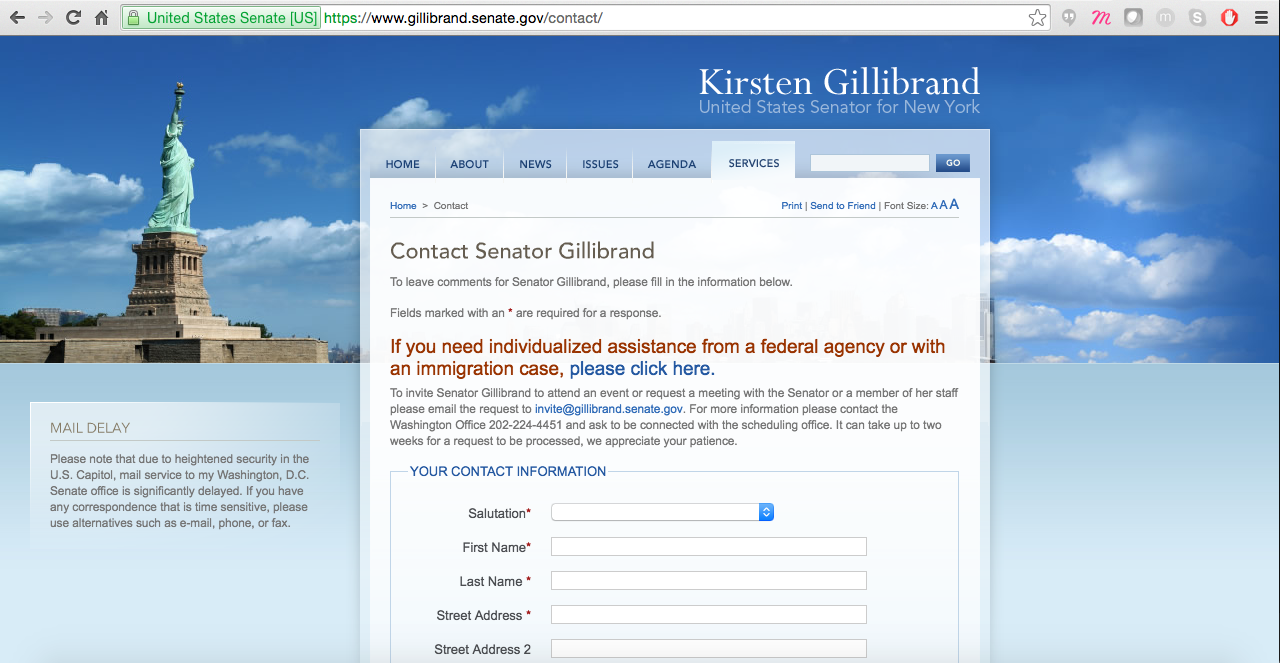 United States Senate [US] https://www.gillibrand.senate.gov/contact/
Kirsten Gillibrand
United States Senator for New York
HOME ABOUT NEWS ISSUES AGENDA SERVICES GO
Home > Contact Print | Send to Friend | Font Size: A A A
Contact Senator Gillibrand
To leave comments for Senator Gillibrand, please fill in the information below.
Fields marked with an * are required for a response.
If you need individualized assistance from a federal agency or with
an immigration case, please click here.
To invite Senator Gillibrand to attend an event or request a meeting with the Senator or a member of her staff
please email the request to invite@gillibrand.senate.gov. For more information please contact the
Washington Office 202-224-4451 and ask to be connected with the scheduling office. It can take up to two
weeks for a request to be processed, we appreciate your patience.
MAIL DELAY
Please note that due to heightened security in the
U.S. Capitol, mail service to my Washington, D.C.
Senate office is significantly delayed. If you have
any correspondence that is time sensitive, please
use alternatives such as e-mail, phone, or fax.
YOUR CONTACT INFORMATION
Salutation*
First Name*
Last Name *
Street Address *
Street Address 2